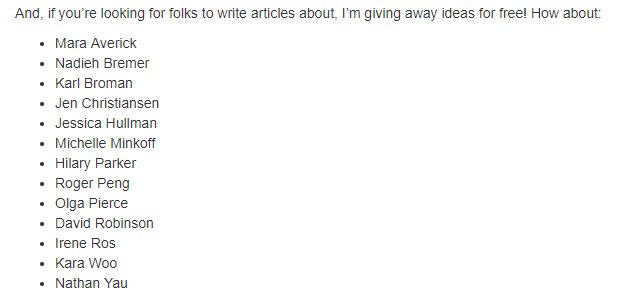 And, if you're looking for folks to write articles about, I'm giving away ideas for free! How about:
• Mara Averick
• Nadieh Bremer
• Karl Broman
• Jen Christiansen
• Jessica Hullman
• Michelle Minkoff
• Hilary Parker
• Roger Peng
• Olga Pierce
• David Robinson
• Irene Ros
• Kara Woo
• Nathan Yau